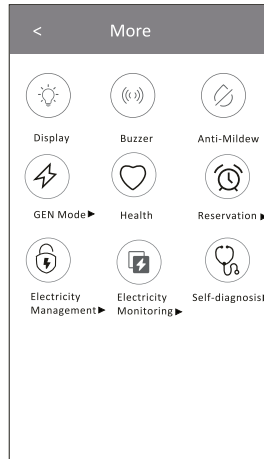 < More
Display Buzzer Anti-Mildew
GEN Mode▶ Health Reservation ▶
Electricity Electricity Self-diagnosis▶
Management▶ Monitoring▶